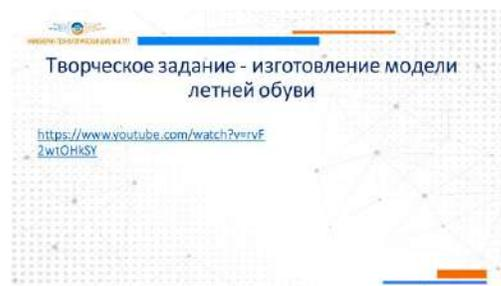 Творческое задание - изготовление модели
летней обуви
https://www.youtube.com/watch?v=rvF
2wtOHkSY